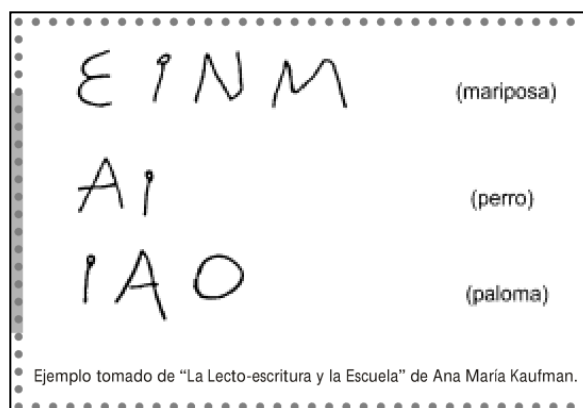 EiNM (mariposa)
Ai (perro)
iAO (paloma)
Ejemplo tomado de “La Lecto-escritura y la Escuela” de Ana María Kaufman.